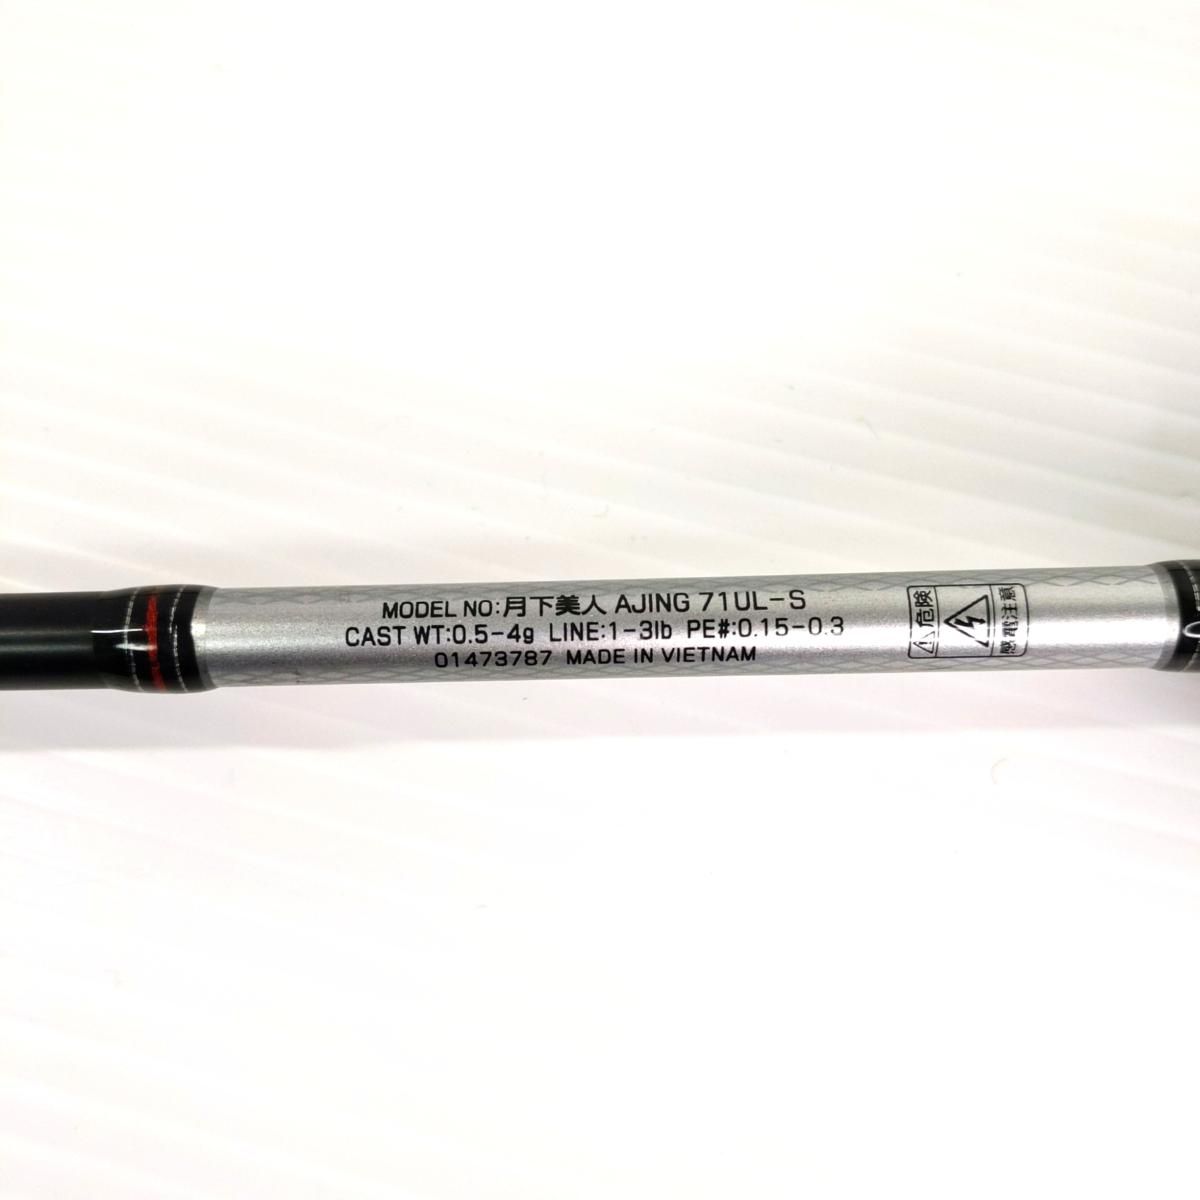 MODEL NO:月下美人 AJING 71UL-S
CAST WT:0.5-4g LINE:1-3lb PE#:0.15-0.3
01473787 MADE IN VIETNAM
危険
感電注意